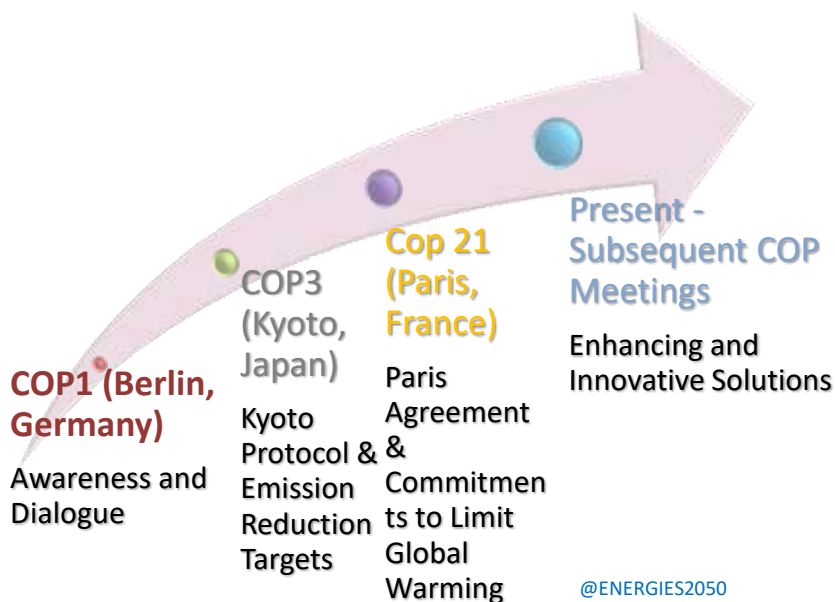 COP1 (Berlin,
Germany)
Awareness and
Dialogue
COP3
(Kyoto,
Japan)
Kyoto
Protocol &
Emission
Reduction
Targets
Cop 21
(Paris,
France)
Paris
Agreement
&
Commitmen
ts to Limit
Global
Warming
Present -
Subsequent COP
Meetings
Enhancing and
Innovative Solutions
@ENERGIES2050